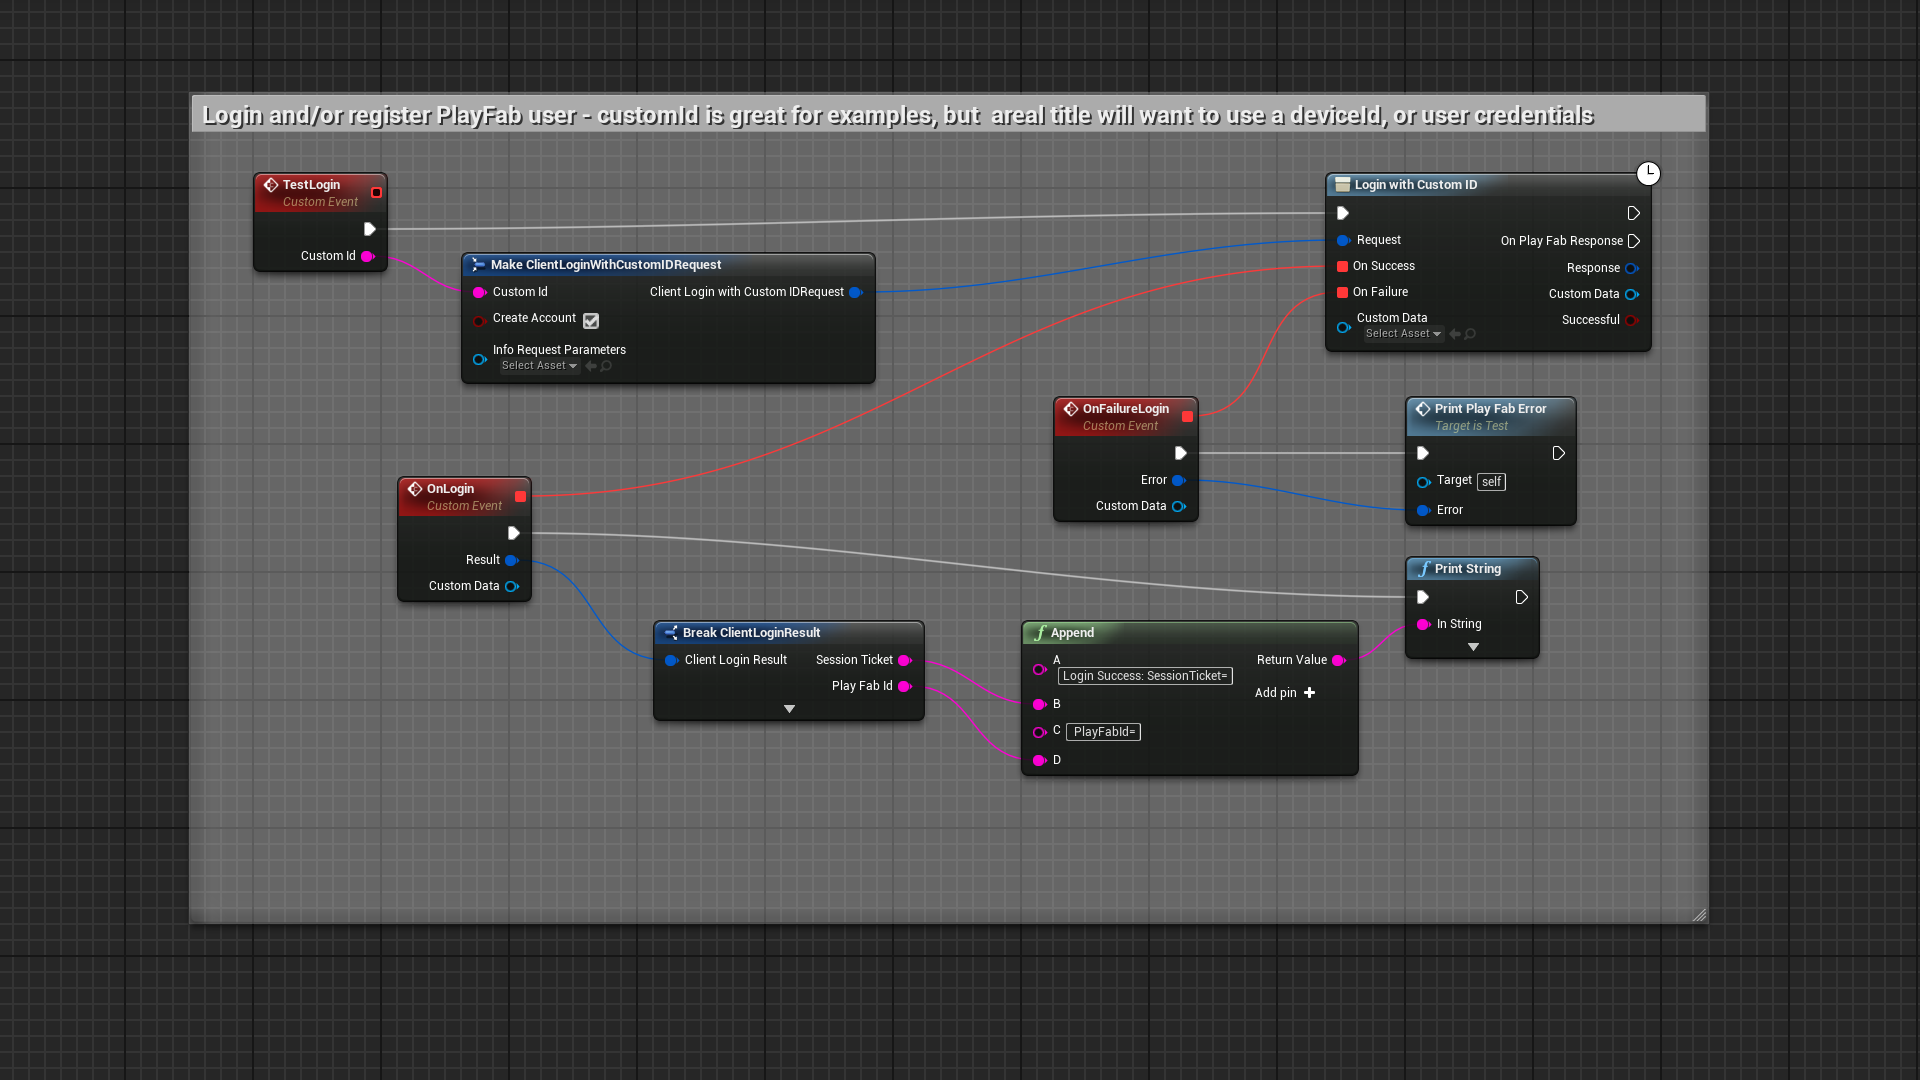 Login and/or register PlayFab user - customId is great for examples, but  areal title will want to use a deviceId, or user credentials
TestLogin
Custom Event
Custom Id
Make ClientLoginWithCustomIDRequest
Custom Id
Client Login with Custom IDRequest
Create Account
Info Request Parameters
Select Asset
Login with Custom ID
Request
On Play Fab Response
On Success
Response
On Failure
Custom Data
Custom Data
Select Asset
Successful
OnFailureLogin
Custom Event
Error
Custom Data
Print Play Fab Error
Target is Test
Target self
Error
OnLogin
Custom Event
Result
Custom Data
Print String
In String
Break ClientLoginResult
Client Login Result
Session Ticket
Play Fab Id
f Append
A
Return Value
Login Success: SessionTicket=
Add pin
B
C PlayFabId=
D